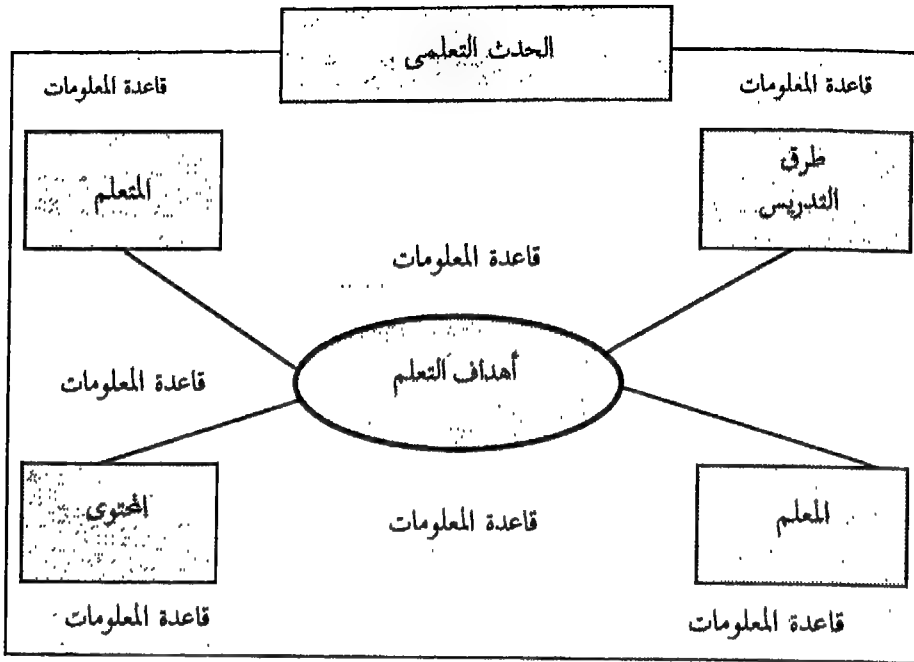 الحدث التعلمى
قاعدة المعلومات
قاعدة المعلومات
طرق
التدريس
المتعلم
قاعدة المعلومات
أهداف التعلم
قاعدة المعلومات
المحتوى
المعلم
قاعدة المعلومات
قاعدة المعلومات
قاعدة المعلومات